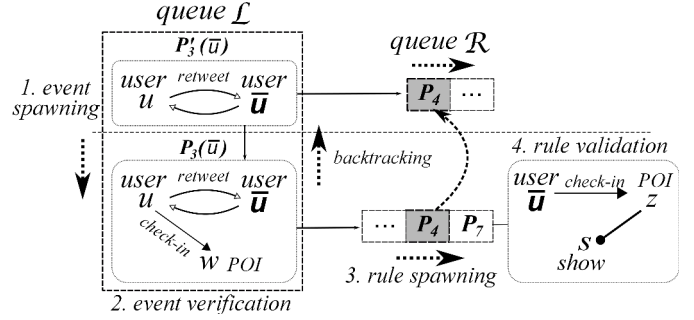 queue L
P′3(ū)
user retweet user
u ū
1. event
spawning
queue R
P4 ...
P3(ū)
user retweet user
u ū
check-in
w POI
2. event verification
backtracking
... P4 P7
3. rule spawning
4. rule validation
user check-in POI
ū z
s
show